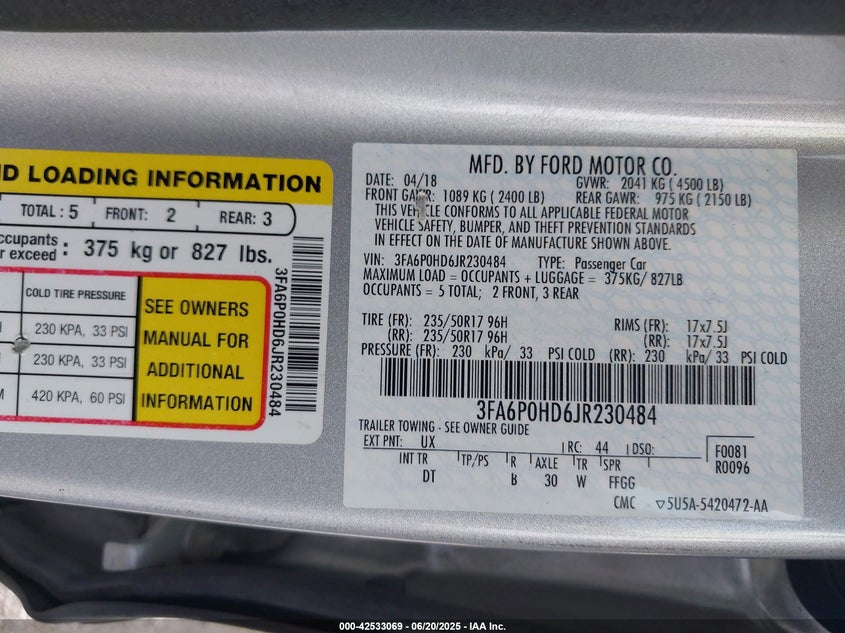 ND LOADING INFORMATION
TOTAL : 5 FRONT: 2 REAR: 3
ccupants
r exceed : 375 kg or 827 lbs.
COLD TIRE PRESSURE
230 KPA, 33 PSI
230 KPA, 33 PSI
420 KPA, 60 PSI
SEE OWNERS
MANUAL FOR
ADDITIONAL
INFORMATION
3FA6P0HD6JR230484
MFD. BY FORD MOTOR CO.
DATE: 04/18 GVWR: 2041 KG ( 4500 LB)
FRONT GAWR: 1089 KG ( 2400 LB) REAR GAWR: 975 KG ( 2150 LB)
THIS VEHICLE CONFORMS TO ALL APPLICABLE FEDERAL MOTOR
VEHICLE SAFETY, BUMPER, AND THEFT PREVENTION STANDARDS
IN EFFECT ON THE DATE OF MANUFACTURE SHOWN ABOVE.
VIN: 3FA6P0HD6JR230484 TYPE: Passenger Car
MAXIMUM LOAD = OCCUPANTS + LUGGAGE = 375KG/ 827LB
OCCUPANTS = 5 TOTAL; 2 FRONT, 3 REAR
TIRE (FR): 235/50R17 96H RIMS (FR): 17x7.5J
(RR): 235/50R17 96H (RR): 17x7.5J
PRESSURE (FR): 230 kPa/ 33 PSI COLD (RR): 230 kPa/ 33 PSI COLD
3FA6P0HD6JR230484
TRAILER TOWING - SEE OWNER GUIDE
EXT PNT: UX RC: 44 DSO: F0081
R0096
INT TR TP/PS R AXLE TR SPR
DT B 30 W FFGG
CMC ▽5U5A-5420472-AA
000-42533069 - 06/20/2025 - IAA Inc.